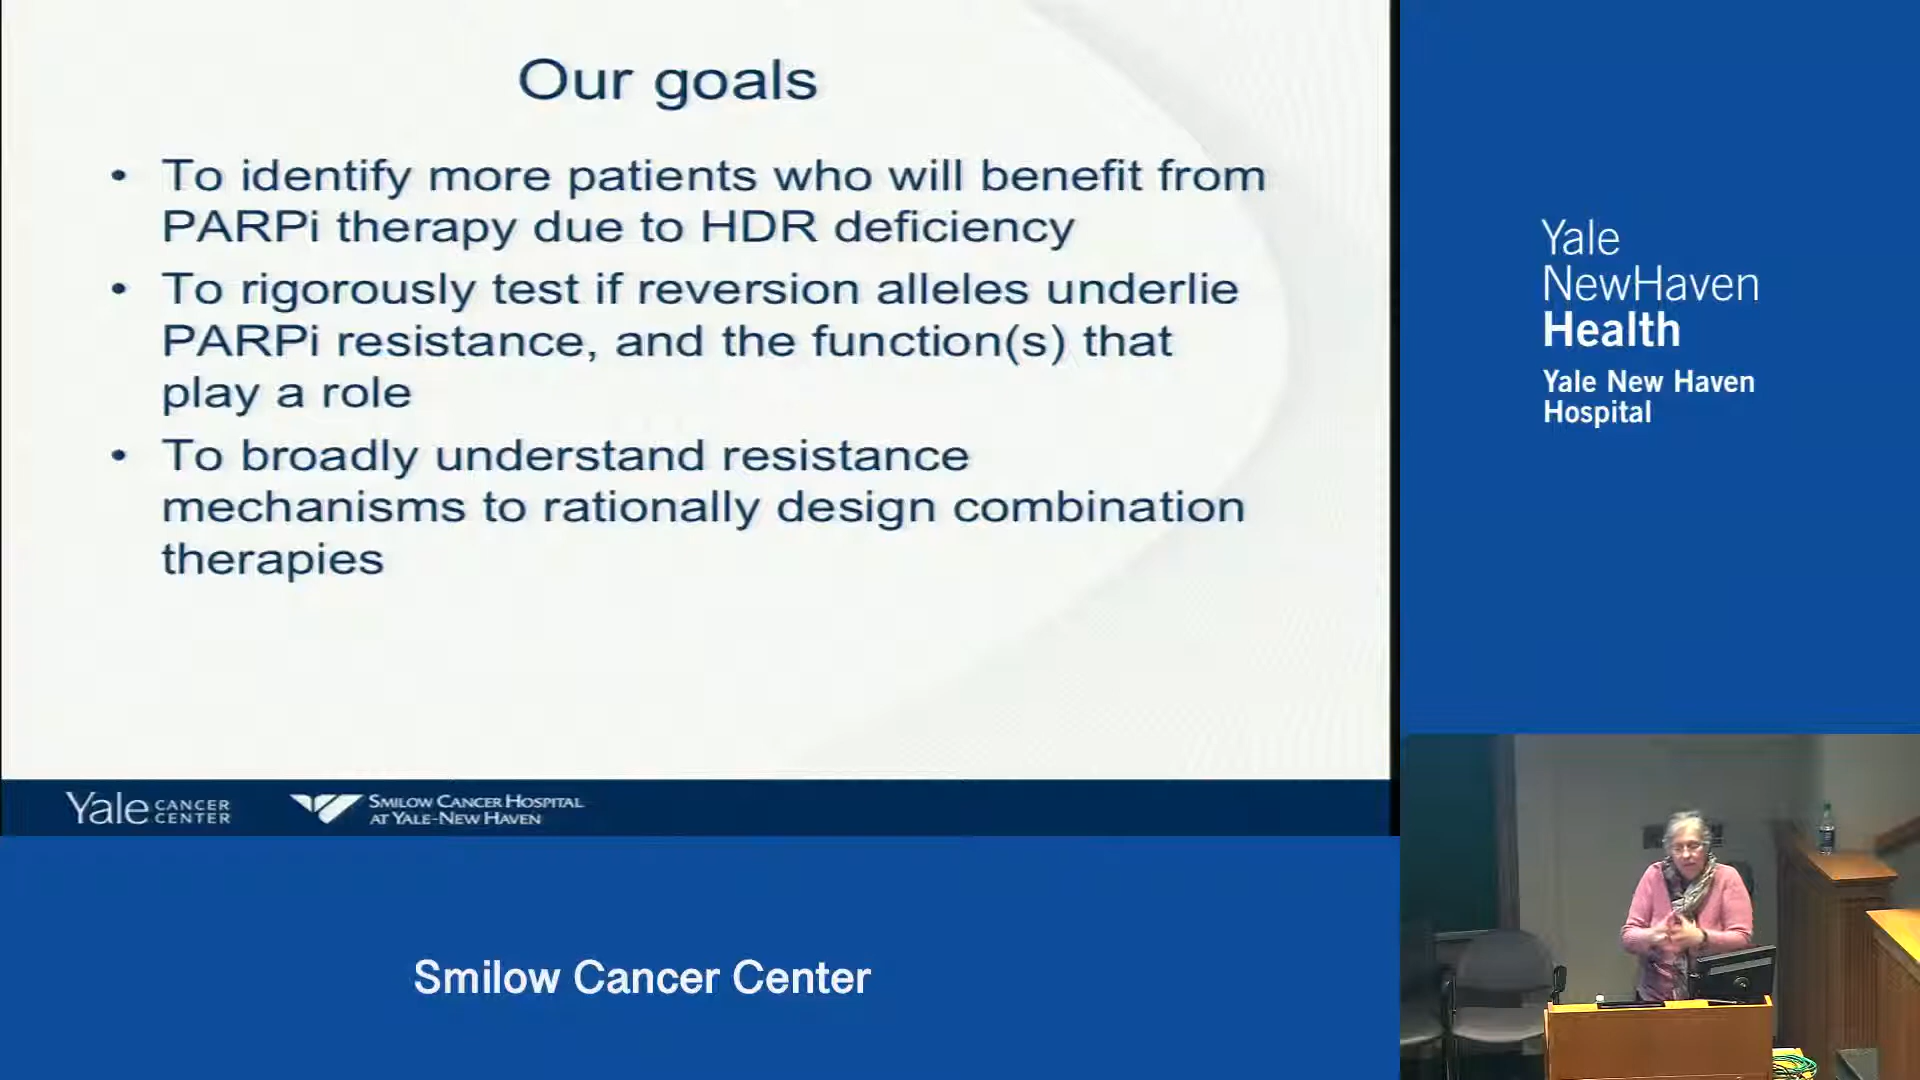 Our goals
• To identify more patients who will benefit from
PARPi therapy due to HDR deficiency
• To rigorously test if reversion alleles underlie
PARPi resistance, and the function(s) that
play a role
• To broadly understand resistance
mechanisms to rationally design combination
therapies
Yale CANCER
CENTER
SMILOW CANCER HOSPITAL
AT YALE-NEW HAVEN
Smilow Cancer Center
Yale
NewHaven
Health
Yale New Haven
Hospital